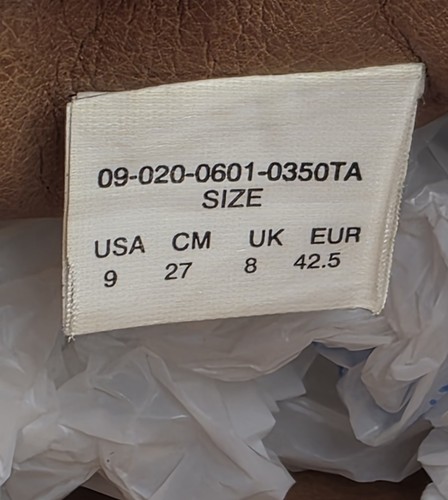 09-020-0601-0350TA
SIZE
USA CM UK EUR
9 27 8 42.5